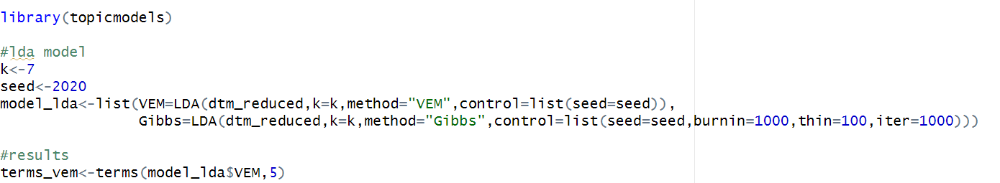 library(topicmodels)
#lda model
k<-7
seed<-2020
model_lda<-list(VEM=LDA(dtm_reduced,k=k,method="VEM",control=list(seed=seed)),
Gibbs=LDA(dtm_reduced,k=k,method="Gibbs",control=list(seed=seed,burnin=1000,thin=100,iter=1000)))
#results
terms_vem<-terms(model_lda$VEM,5)